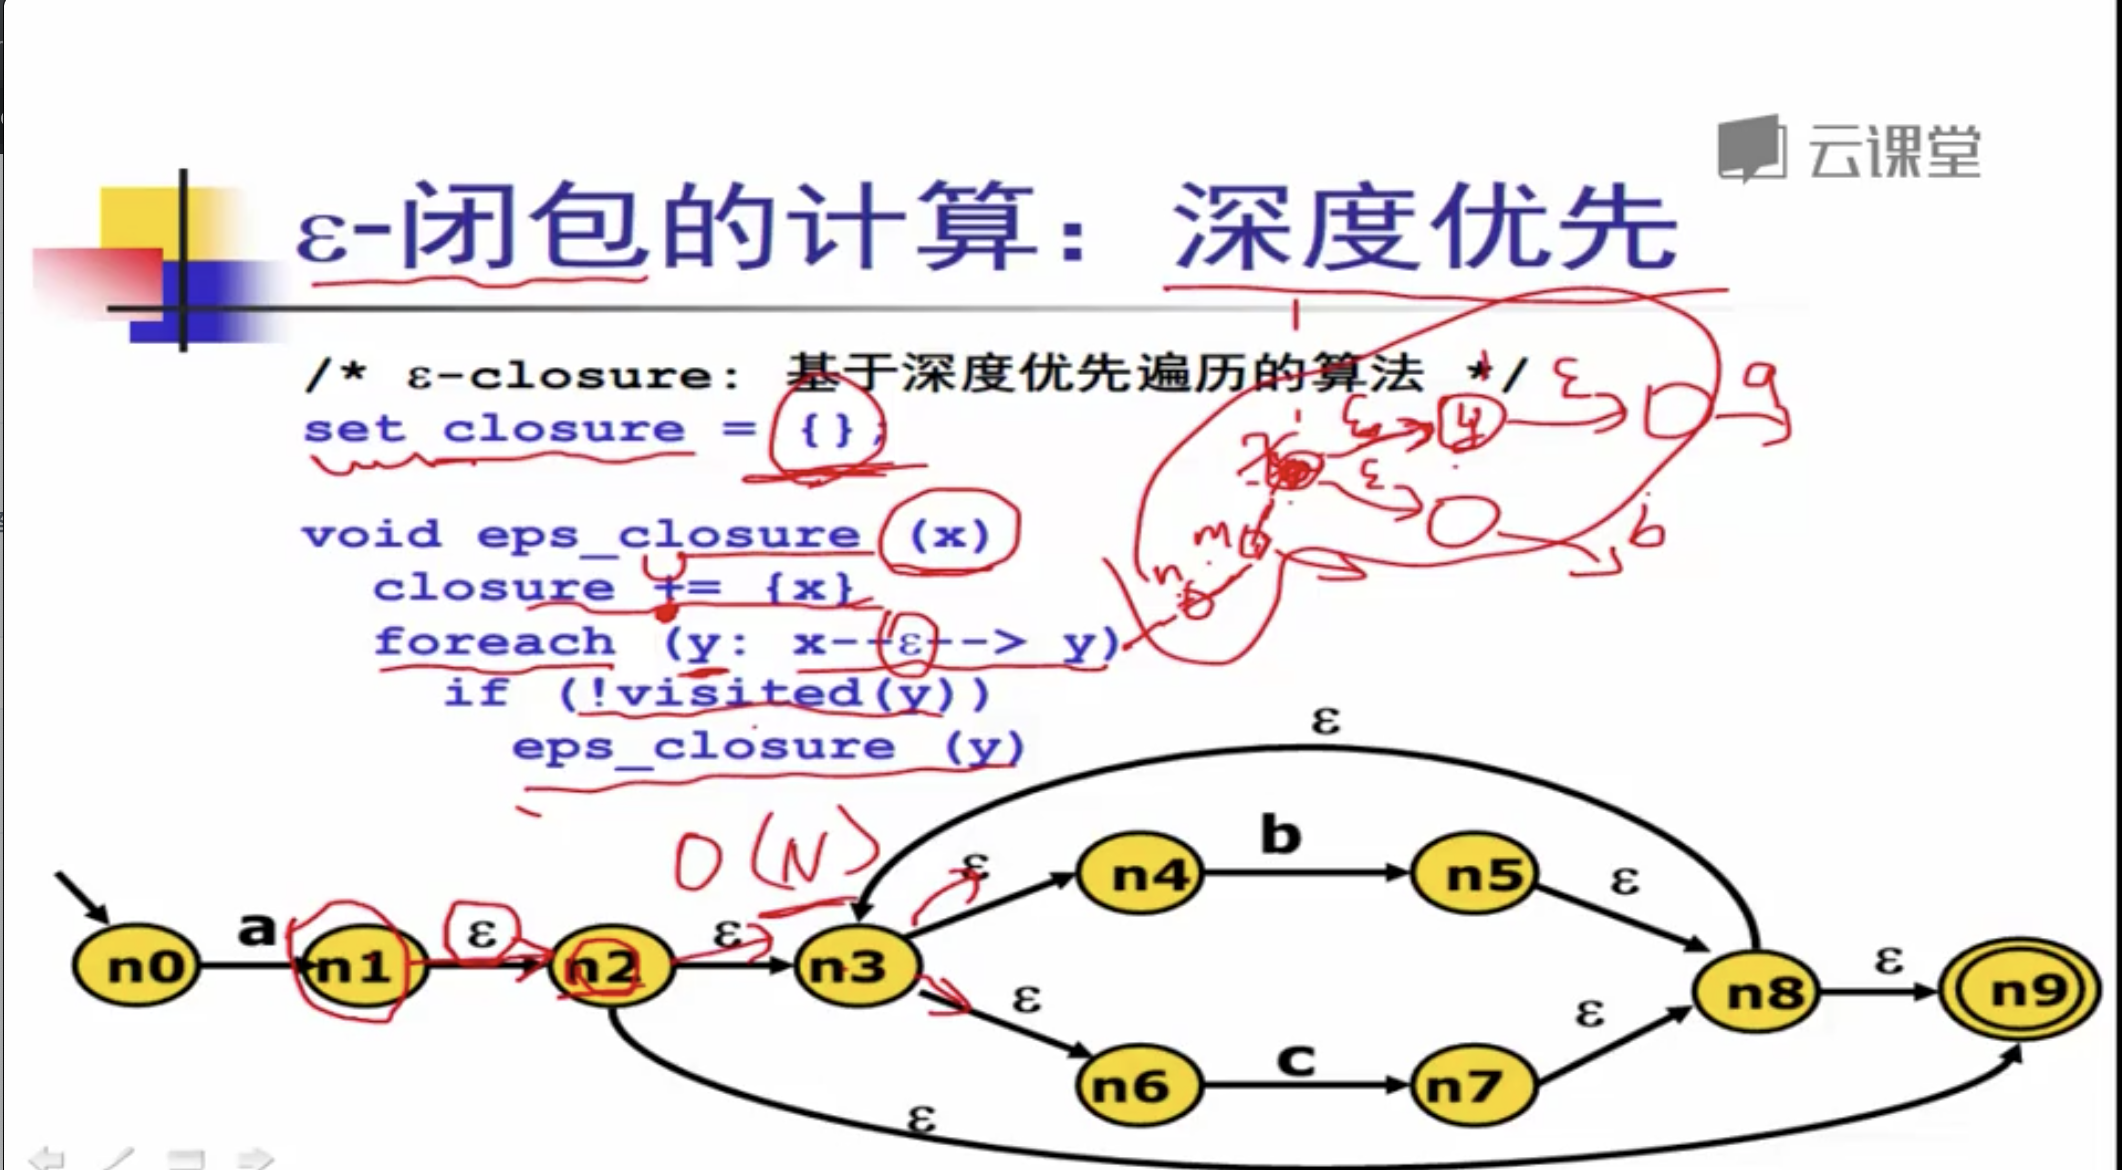 云课堂
ε-闭包的计算：深度优先
/* ε-closure: 基于深度优先遍历的算法 */
set closure = {};
void eps_closure (x)
closure += {x}
foreach (y: x--ε--> y)
if (!visited(y))
eps_closure (y)
x ε y ε a
ε b
m
n
O(N)
ε
ε b ε
n4 n5
a ε ε ε
n0 n1 n2 n3 n8 n9
ε ε
n6 c n7
ε